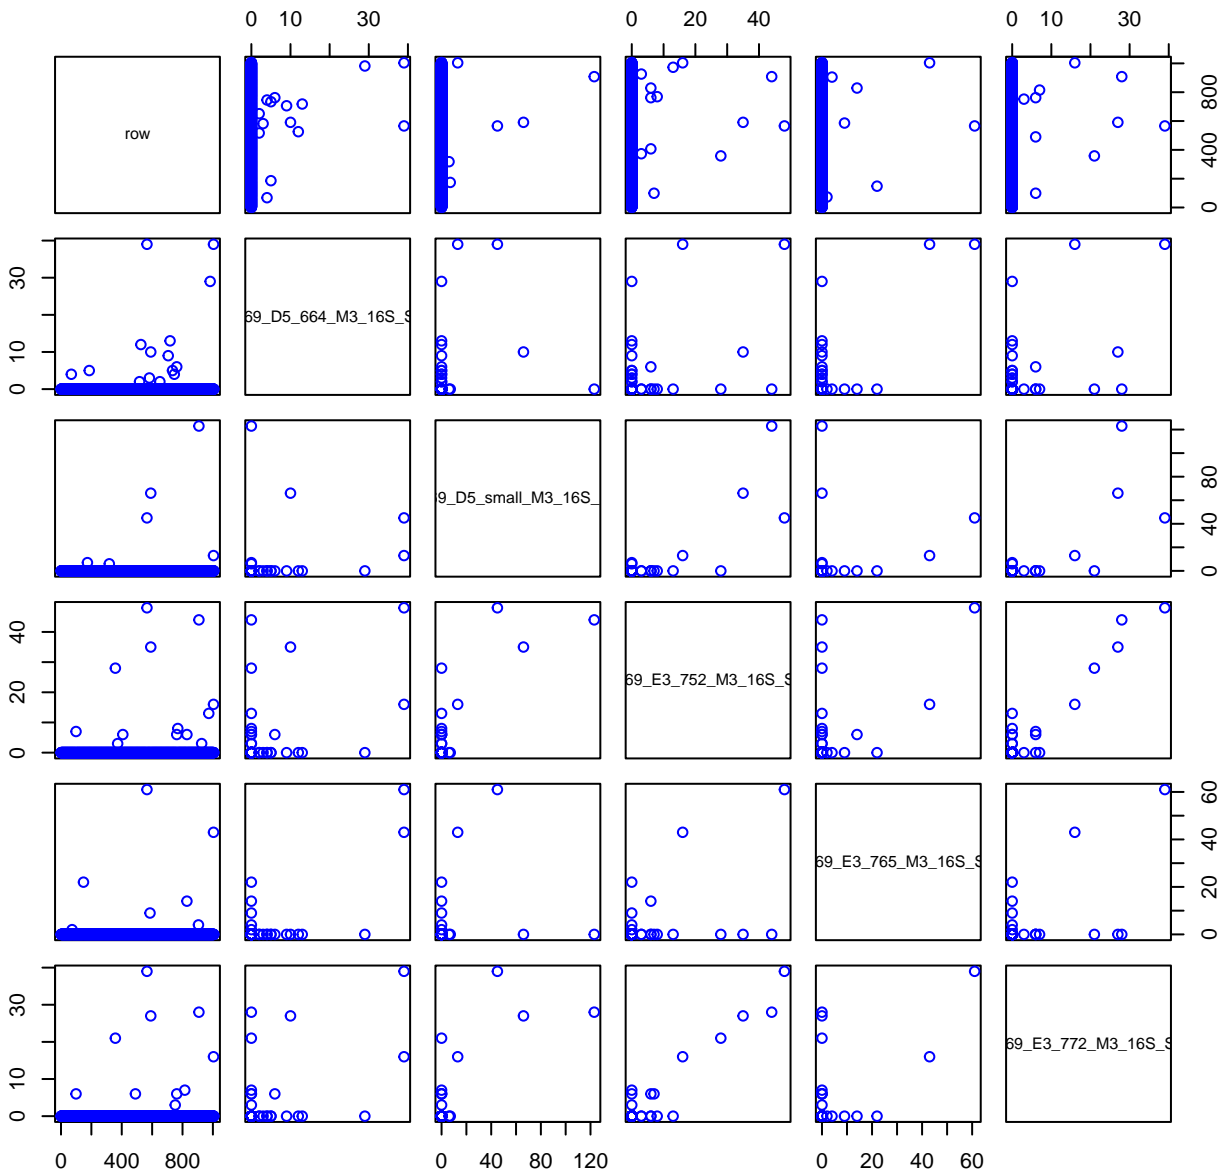 0 10 30
0 20 40
0 10 30
row
0 400 800
0 10 30
69_D5_664_M3_16S_S
9_D5_small_M3_16S_
0 40 80
0 20 40
69_E3_752_M3_16S_S
69_E3_765_M3_16S_S
0 20 40 60
0 10 30
69_E3_772_M3_16S_S
0 400 800
0 40 80 120
0 20 40 60